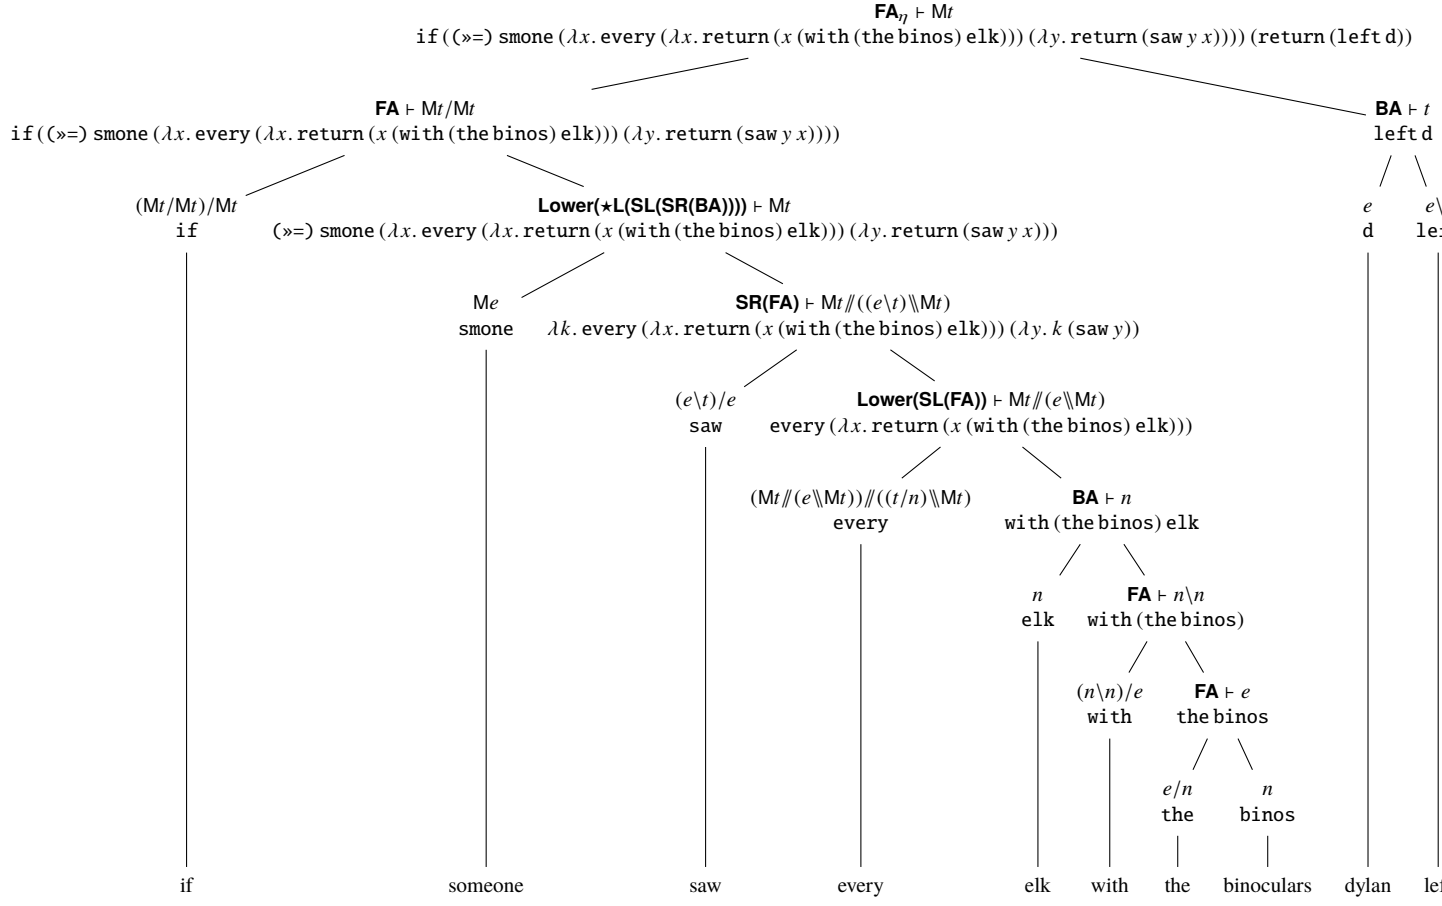 FA_η ⊢ Mt
if ((»=) smone (λx. every (λx. return (x (with (the binos) elk))) (λy. return (saw y x)))) (return (left d))
FA ⊢ Mt/Mt
BA ⊢ t
if ((»=) smone (λx. every (λx. return (x (with (the binos) elk))) (λy. return (saw y x))))
left d
(Mt/Mt)/Mt
Lower(⋆L(SL(SR(BA)))) ⊢ Mt
e
e\
if
(»=) smone (λx. every (λx. return (x (with (the binos) elk))) (λy. return (saw y x)))
d
Me
SR(FA) ⊢ Mt⫽((e\t)⑊Mt)
smone
λk. every (λx. return (x (with (the binos) elk))) (λy. k (saw y))
(e\t)/e
Lower(SL(FA)) ⊢ Mt⫽(e⑊Mt)
saw
every (λx. return (x (with (the binos) elk)))
(Mt⫽(e⑊Mt))⫽((t/n)⑊Mt)
BA ⊢ n
every
with (the binos) elk
n
FA ⊢ n\n
elk
with (the binos)
(n\n)/e
FA ⊢ e
with
the binos
e/n
n
the
binos
if someone saw every elk with the binoculars dylan